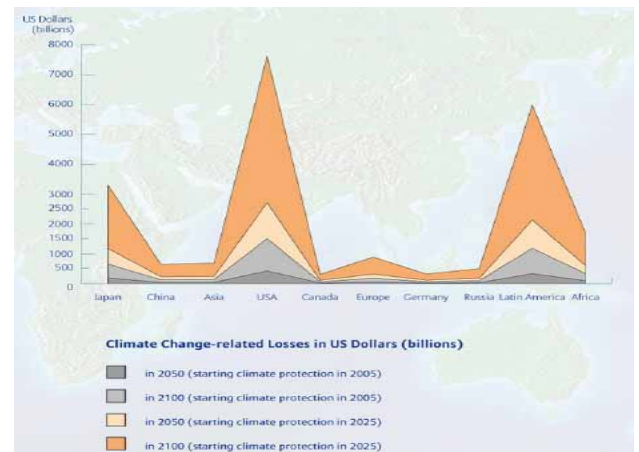 US Dollars
(billions)
8000
7000
6000
5000
4000
3000
2500
2000
1500
1000
500
0
Japan China Asia USA Canada Europe Germany Russia Latin America Africa
Climate Change-related Losses in US Dollars (billions)
in 2050 (starting climate protection in 2005)
in 2100 (starting climate protection in 2005)
in 2050 (starting climate protection in 2025)
in 2100 (starting climate protection in 2025)